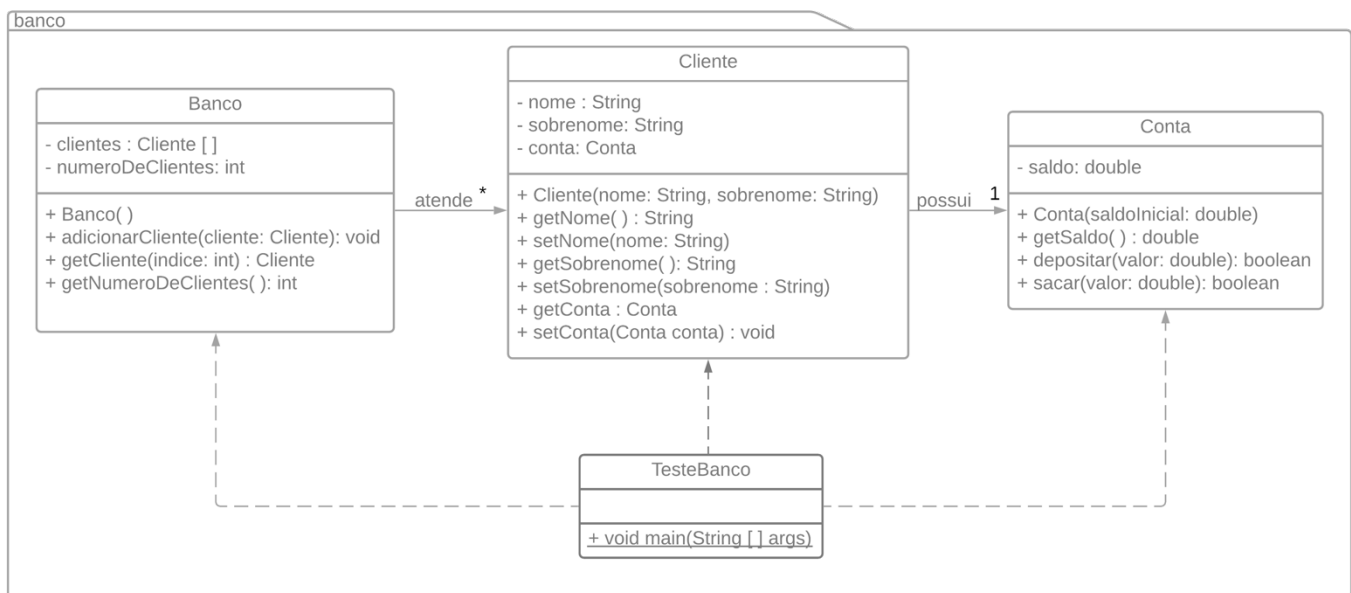 banco
Banco
- clientes : Cliente [ ]
- numeroDeClientes: int
+ Banco( )
+ adicionarCliente(cliente: Cliente): void
+ getCliente(indice: int) : Cliente
+ getNumeroDeClientes( ): int
atende
*
Cliente
- nome : String
- sobrenome: String
- conta: Conta
+ Cliente(nome: String, sobrenome: String)
+ getNome( ) : String
+ setNome(nome: String)
+ getSobrenome( ): String
+ setSobrenome(sobrenome : String)
+ getConta : Conta
+ setConta(Conta conta) : void
possui
1
Conta
- saldo: double
+ Conta(saldoInicial: double)
+ getSaldo( ) : double
+ depositar(valor: double): boolean
+ sacar(valor: double): boolean
TesteBanco
+ void main(String [ ] args)